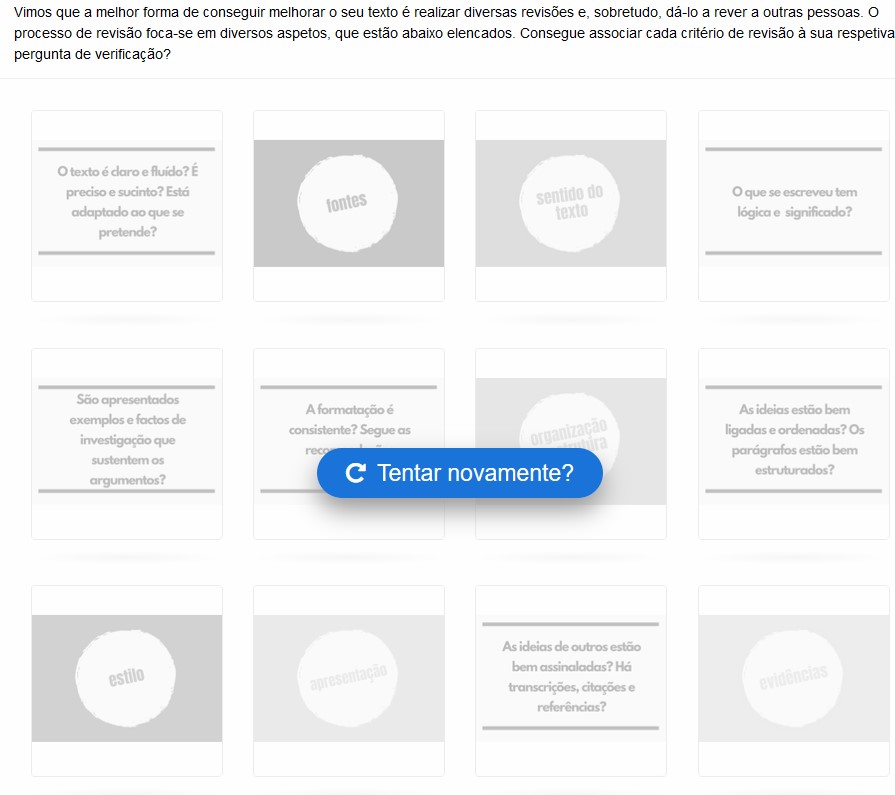 Vimos que a melhor forma de conseguir melhorar o seu texto é realizar diversas revisões e, sobretudo, dá-lo a rever a outras pessoas. O
processo de revisão foca-se em diversos aspetos, que estão abaixo elencados. Consegue associar cada critério de revisão à sua respetiva
pergunta de verificação?
O texto é claro e fluído? É
preciso e sucinto? Está
adaptado ao que se
pretende?
fontes
sentido do
texto
O que se escreveu tem
lógica e significado?
São apresentados
exemplos e factos de
investigação que
sustentem os
argumentos?
A formatação é
consistente? Segue as
organização
As ideias estão bem
ligadas e ordenadas? Os
parágrafos estão bem
estruturados?
Tentar novamente?
estilo
apresentação
As ideias de outros estão
bem assinaladas? Há
transcrições, citações e
referências?
evidências